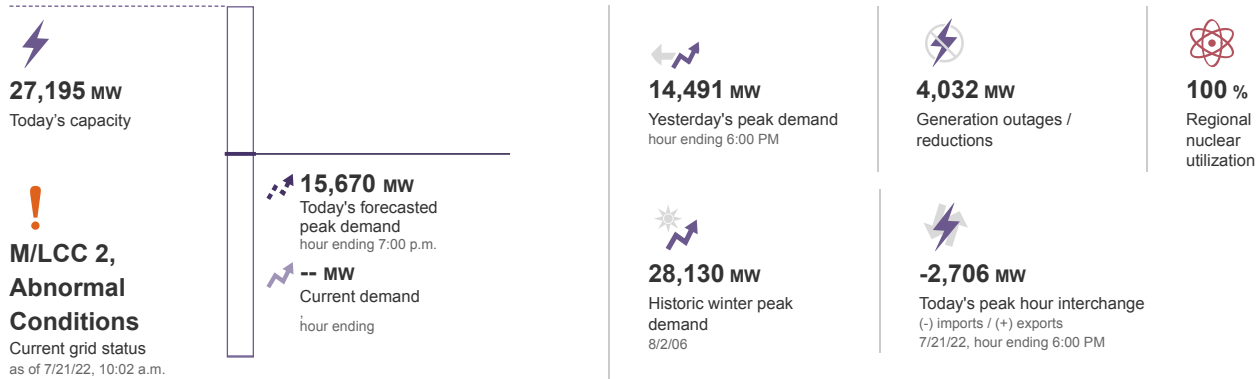 27,195 MW
Today's capacity
!
M/LCC 2,
Abnormal
Conditions
Current grid status
as of 7/21/22, 10:02 a.m.
15,670 MW
Today's forecasted
peak demand
hour ending 7:00 p.m.
-- MW
Current demand
,
hour ending
14,491 MW
Yesterday's peak demand
hour ending 6:00 PM
4,032 MW
Generation outages /
reductions
100 %
Regional
nuclear
utilization
28,130 MW
Historic winter peak
demand
8/2/06
-2,706 MW
Today's peak hour interchange
(-) imports / (+) exports
7/21/22, hour ending 6:00 PM